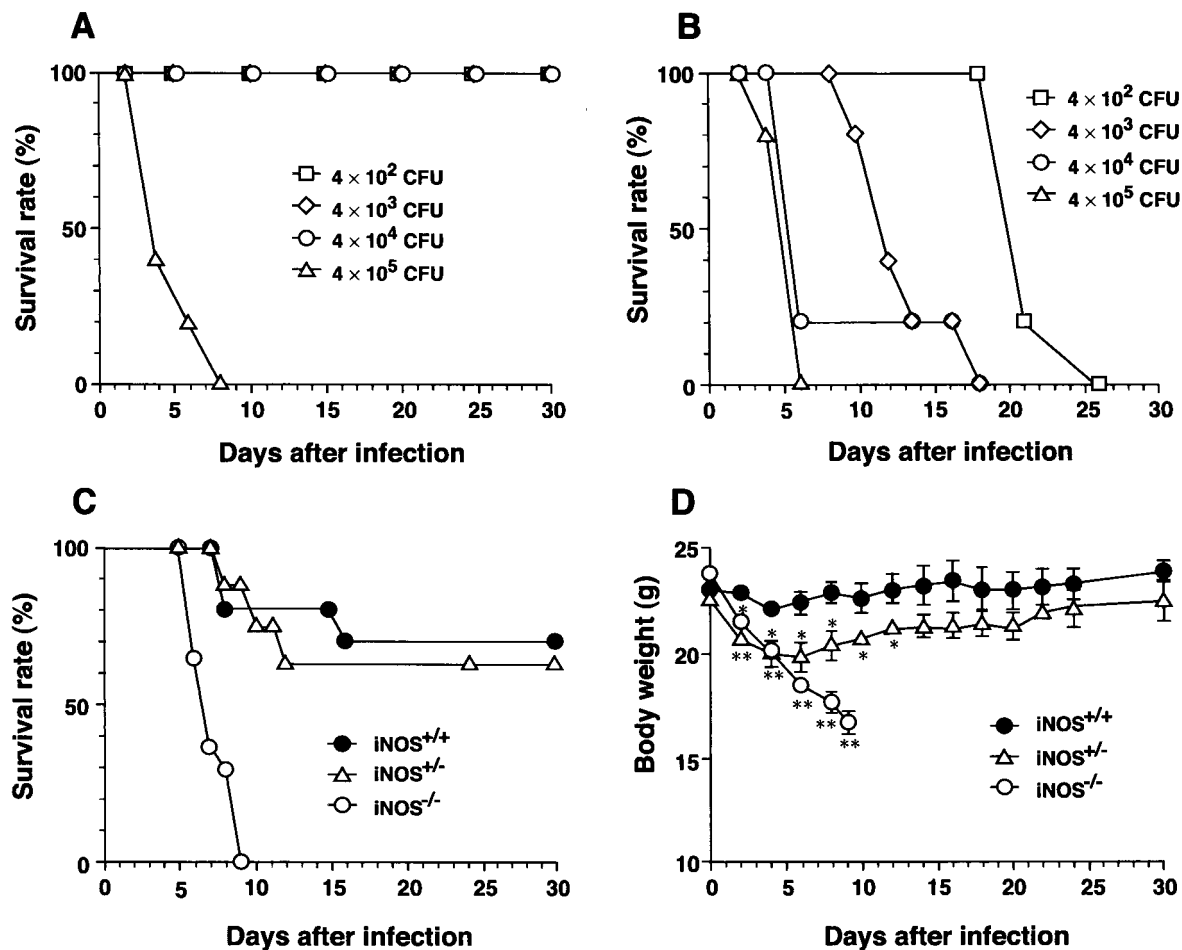 A
100
50
0
Survival rate (%)
4 × 10² CFU
4 × 10³ CFU
4 × 10⁴ CFU
4 × 10⁵ CFU
0 5 10 15 20 25 30
Days after infection
B
100
50
0
Survival rate (%)
4 × 10² CFU
4 × 10³ CFU
4 × 10⁴ CFU
4 × 10⁵ CFU
0 5 10 15 20 25 30
Days after infection
C
100
50
0
Survival rate (%)
iNOS+/+
iNOS+/-
iNOS-/-
0 5 10 15 20 25 30
Days after infection
D
25
20
15
10
Body weight (g)
* * * * * *
** ** ** ** **
iNOS+/+
iNOS+/-
iNOS-/-
0 5 10 15 20 25 30
Days after infection